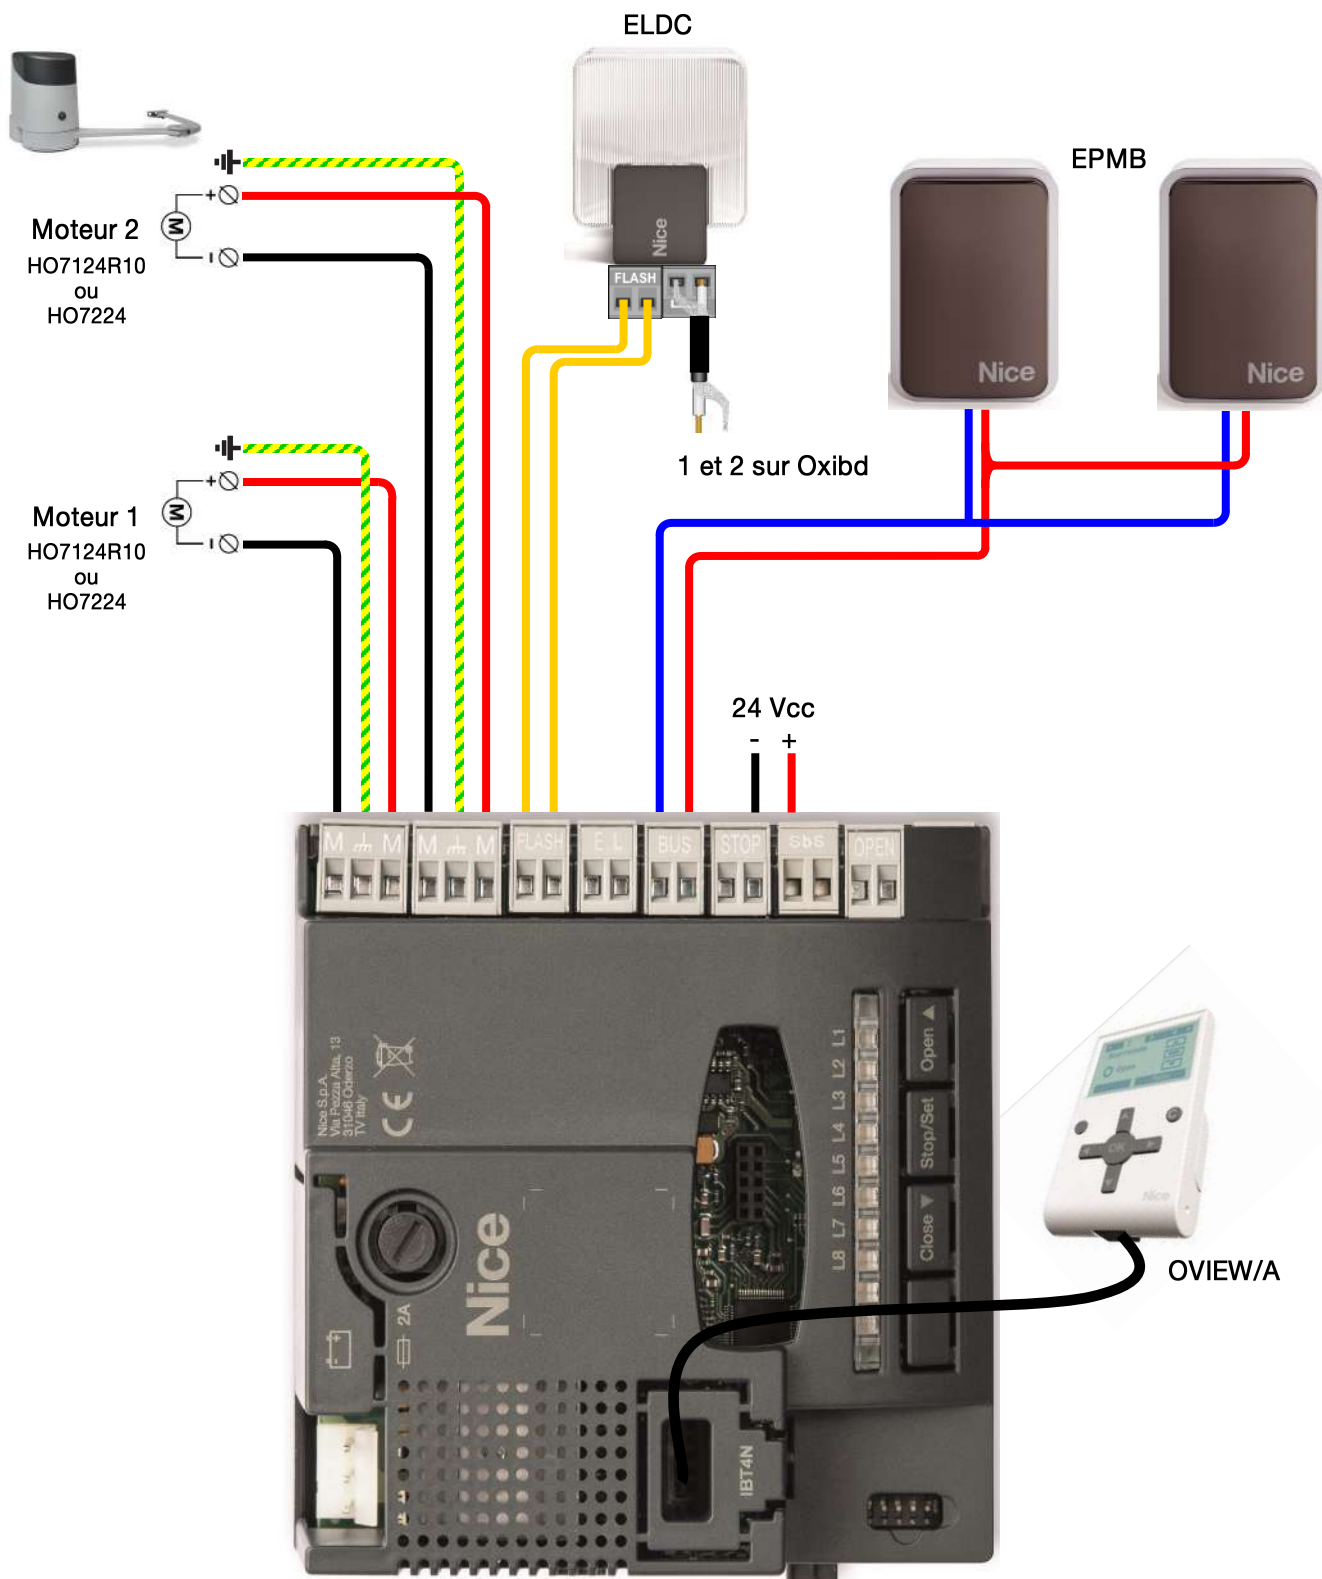 ELDC
EPMB
Moteur 2
HO7124R10
ou
HO7224
+
M
-
Nice
FLASH
Nice
Nice
1 et 2 sur Oxibd
Moteur 1
HO7124R10
ou
HO7224
+
M
-
24 Vcc
- +
M M
M M
FLASH
E L
BUS
STOP
SbS
OPEN
Nice S.p.A.
Via Pezza Alta, 13
31046 Oderzo
TV Italy
CE
L1
L2
L3
L4
L5
L6
L7
L8
Open ▲
Stop/Set
Close ▼
Nice
2A
IBT4N
OK
Nice
OVIEW/A